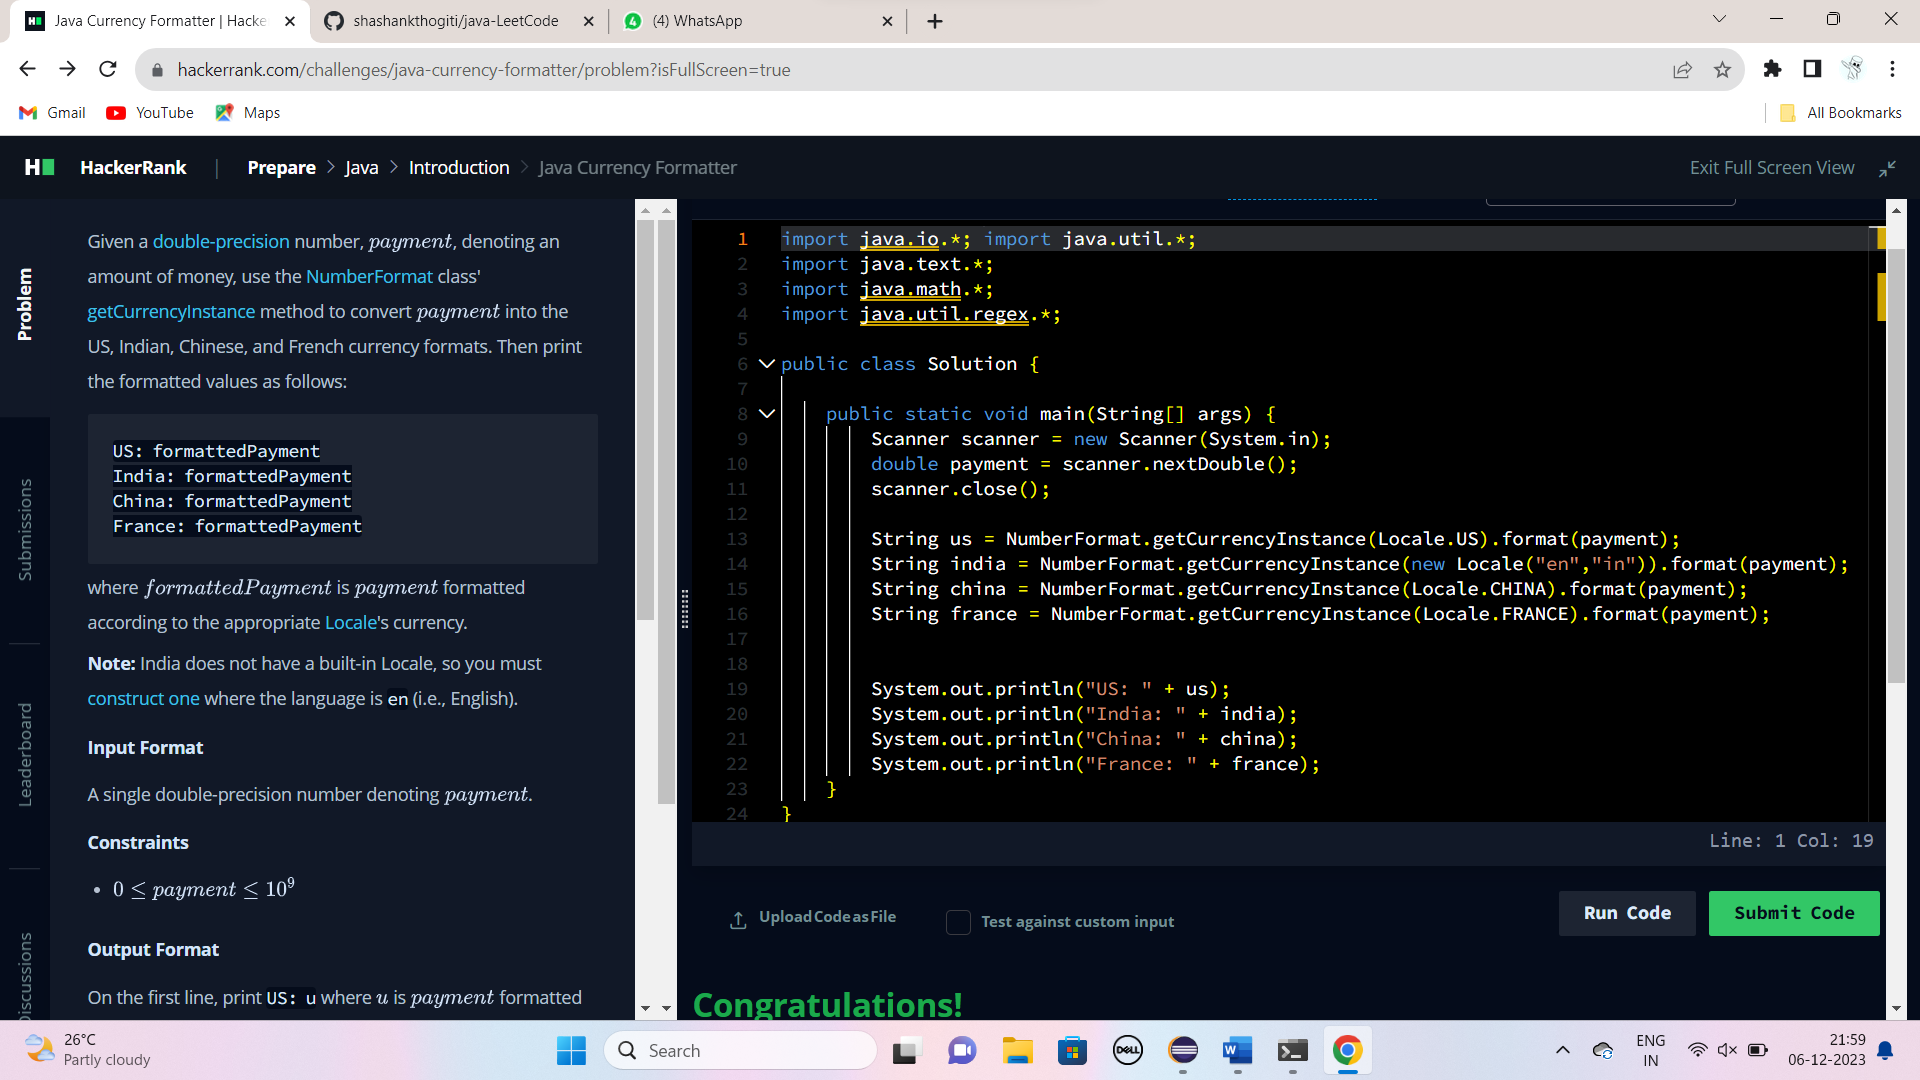 Java Currency Formatter | Hacke
shashankthogiti/java-LeetCode
(4) WhatsApp
hackerrank.com/challenges/java-currency-formatter/problem?isFullScreen=true
Gmail
YouTube
Maps
All Bookmarks
HackerRank | Prepare > Java > Introduction > Java Currency Formatter
Exit Full Screen View
Problem
Submissions
Leaderboard
Discussions
Given a double-precision number, payment, denoting an
amount of money, use the NumberFormat class'
getCurrencyInstance method to convert payment into the
US, Indian, Chinese, and French currency formats. Then print
the formatted values as follows:
US: formattedPayment
India: formattedPayment
China: formattedPayment
France: formattedPayment
where formattedPayment is payment formatted
according to the appropriate Locale's currency.
Note: India does not have a built-in Locale, so you must
construct one where the language is en (i.e., English).
Input Format
A single double-precision number denoting payment.
Constraints
• 0 ≤ payment ≤ 10⁹
Output Format
On the first line, print US: u where u is payment formatted
1 import java.io.*; import java.util.*;
2 import java.text.*;
3 import java.math.*;
4 import java.util.regex.*;
5
6 public class Solution {
7
8 public static void main(String[] args) {
9 Scanner scanner = new Scanner(System.in);
10 double payment = scanner.nextDouble();
11 scanner.close();
12
13 String us = NumberFormat.getCurrencyInstance(Locale.US).format(payment);
14 String india = NumberFormat.getCurrencyInstance(new Locale("en","in")).format(payment);
15 String china = NumberFormat.getCurrencyInstance(Locale.CHINA).format(payment);
16 String france = NumberFormat.getCurrencyInstance(Locale.FRANCE).format(payment);
17
18
19 System.out.println("US: " + us);
20 System.out.println("India: " + india);
21 System.out.println("China: " + china);
22 System.out.println("France: " + france);
23 }
24 }
Line: 1 Col: 19
Upload Code as File
Test against custom input
Run Code
Submit Code
Congratulations!
26°C
Partly cloudy
Search
DELL
W
ENG
IN
21:59
06-12-2023